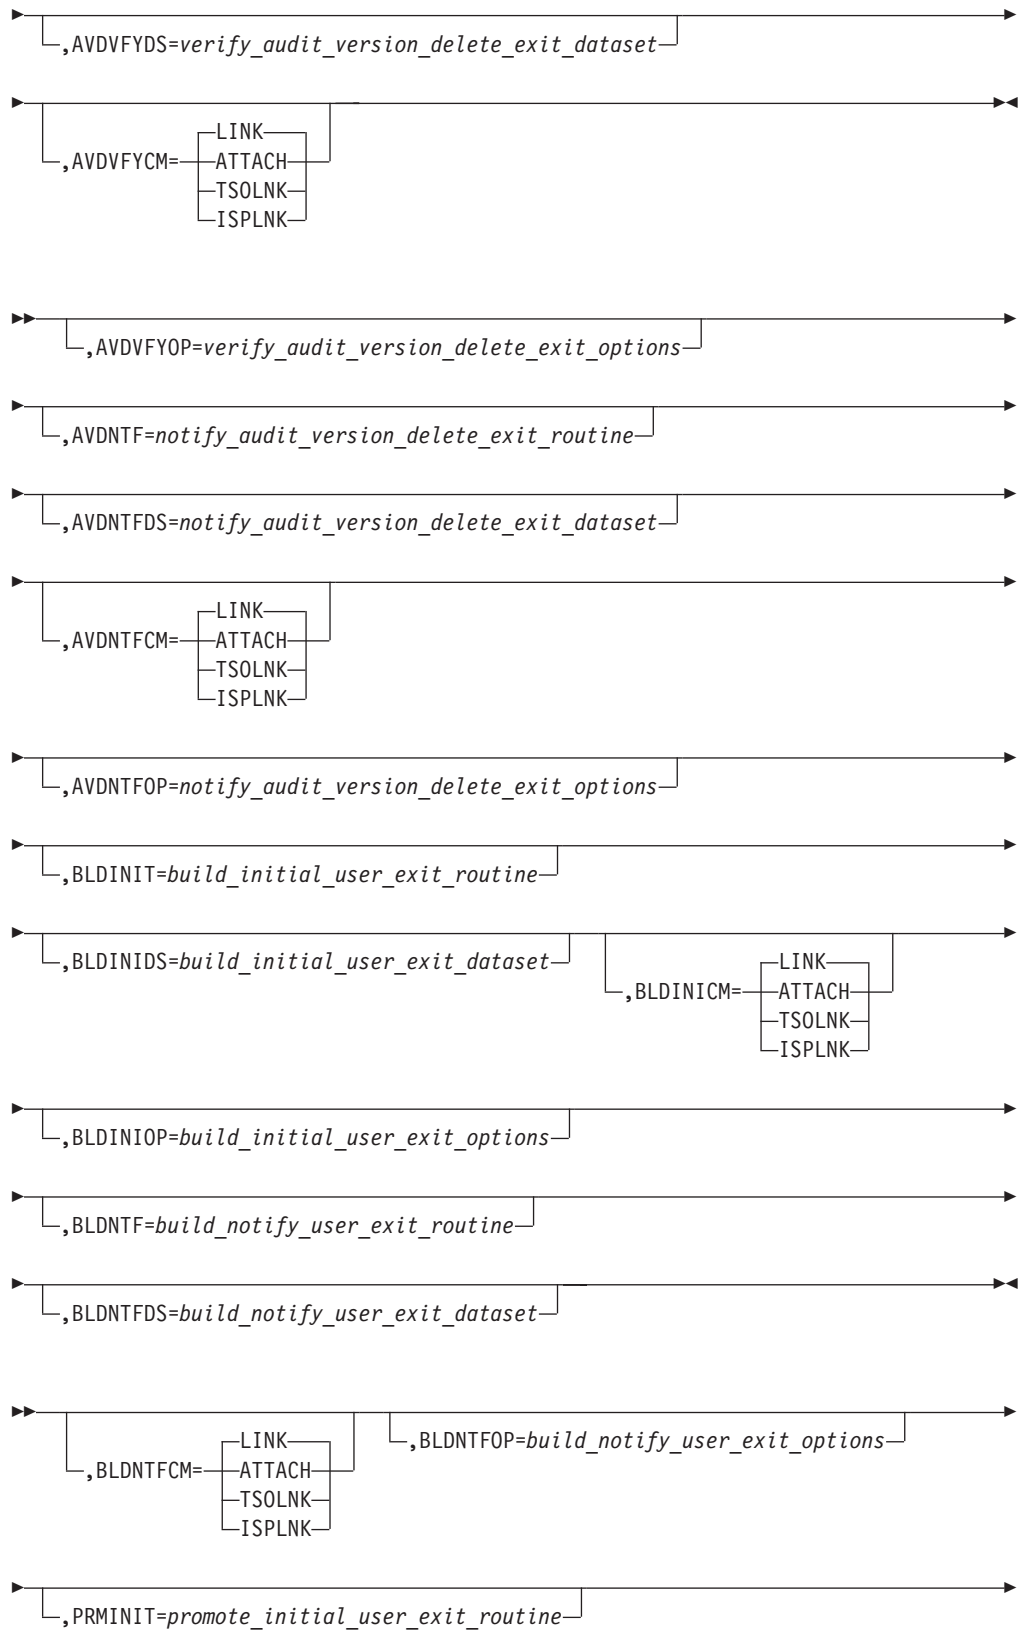 ,AVDVFYDS=verify_audit_version_delete_exit_dataset
LINK
,AVDVFYCM= ATTACH
TSOLNK
ISPLNK
,AVDVFYOP=verify_audit_version_delete_exit_options
,AVDNTF=notify_audit_version_delete_exit_routine
,AVDNTFDS=notify_audit_version_delete_exit_dataset
LINK
,AVDNTFCM= ATTACH
TSOLNK
ISPLNK
,AVDNTFOP=notify_audit_version_delete_exit_options
,BLDINIT=build_initial_user_exit_routine
,BLDINIDS=build_initial_user_exit_dataset LINK
,BLDINICM= ATTACH
TSOLNK
ISPLNK
,BLDINIOP=build_initial_user_exit_options
,BLDNTF=build_notify_user_exit_routine
,BLDNTFDS=build_notify_user_exit_dataset
LINK ,BLDNTFOP=build_notify_user_exit_options
,BLDNTFCM= ATTACH
TSOLNK
ISPLNK
,PRMINIT=promote_initial_user_exit_routine